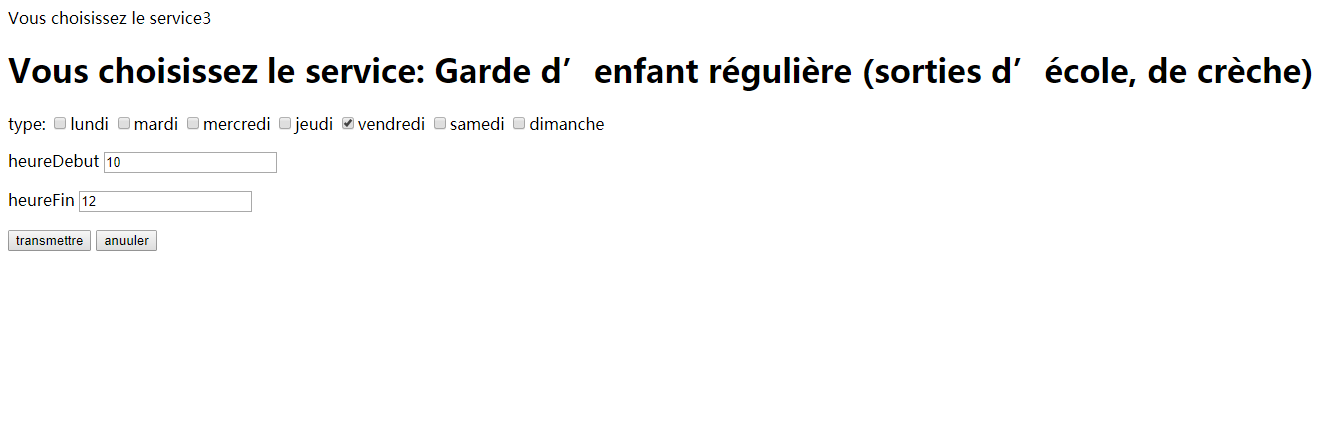 Vous choisissez le service3
Vous choisissez le service: Garde d’enfant régulière (sorties d’école, de crèche)
type: lundi mardi mercredi jeudi vendredi samedi dimanche
heureDebut 10
heureFin 12
transmettre anuuler